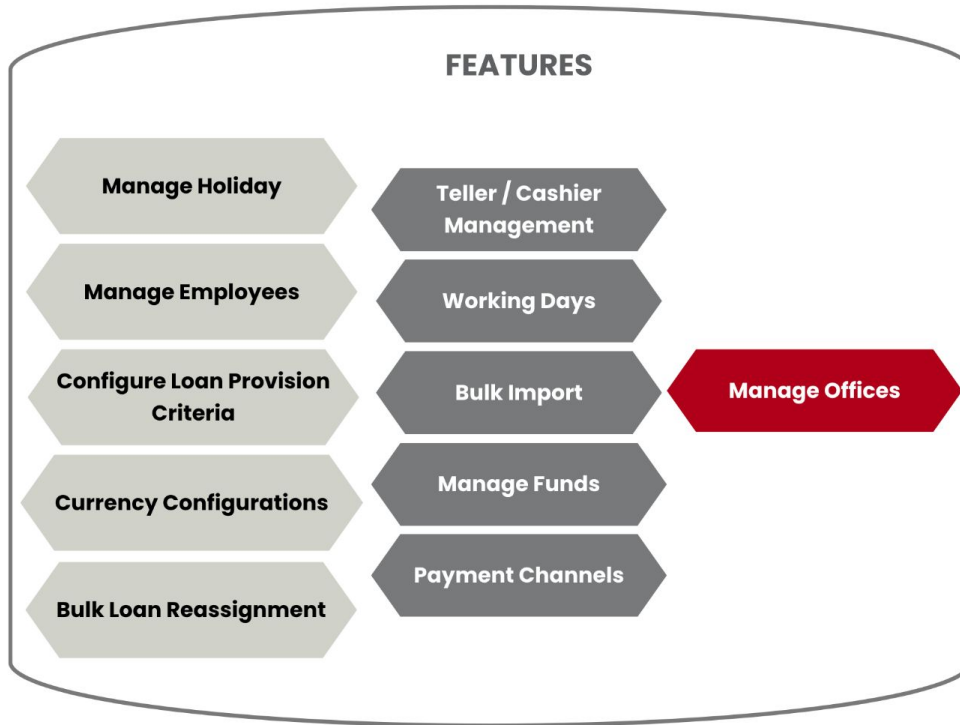 FEATURES
Manage Holiday
Manage Employees
Configure Loan Provision
Criteria
Currency Configurations
Bulk Loan Reassignment
Teller / Cashier
Management
Working Days
Bulk Import
Manage Funds
Payment Channels
Manage Offices